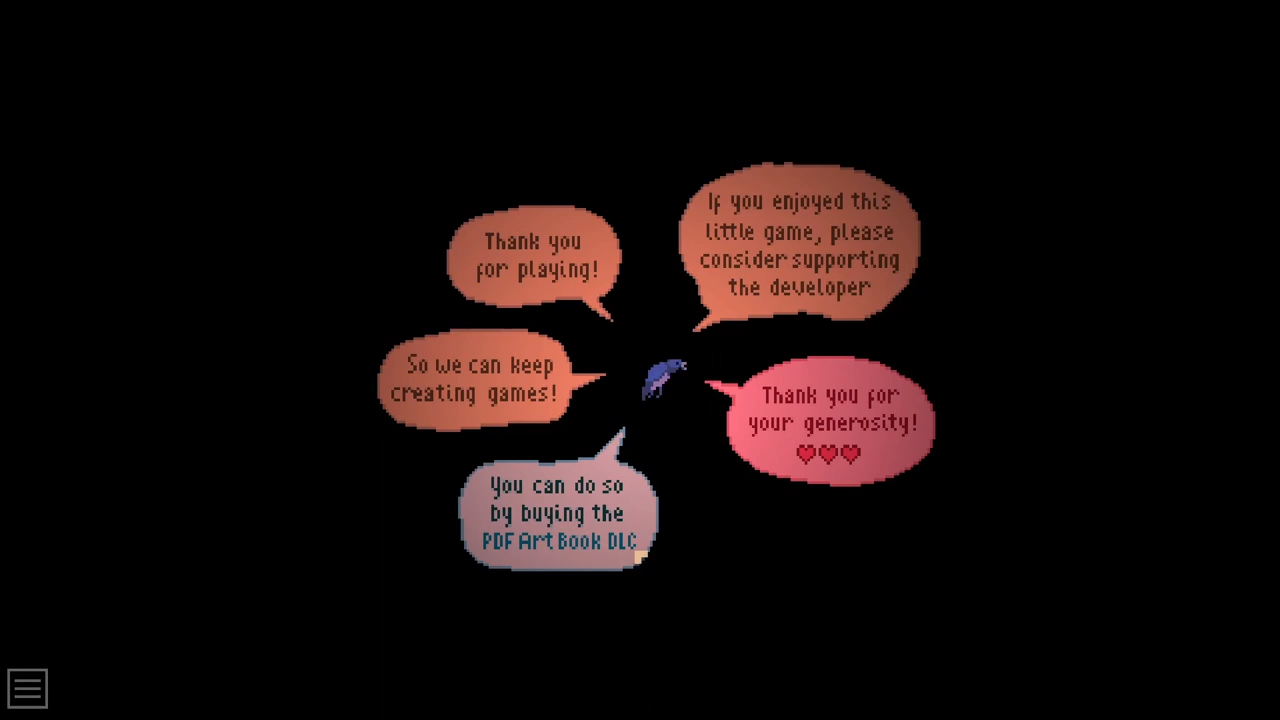 Thank you
for playing!
If you enjoyed this
little game, please
consider supporting
the developer
So we can keep
creating games!
Thank you for
your generosity!
You can do so
by buying the
PDF Art Book DLC